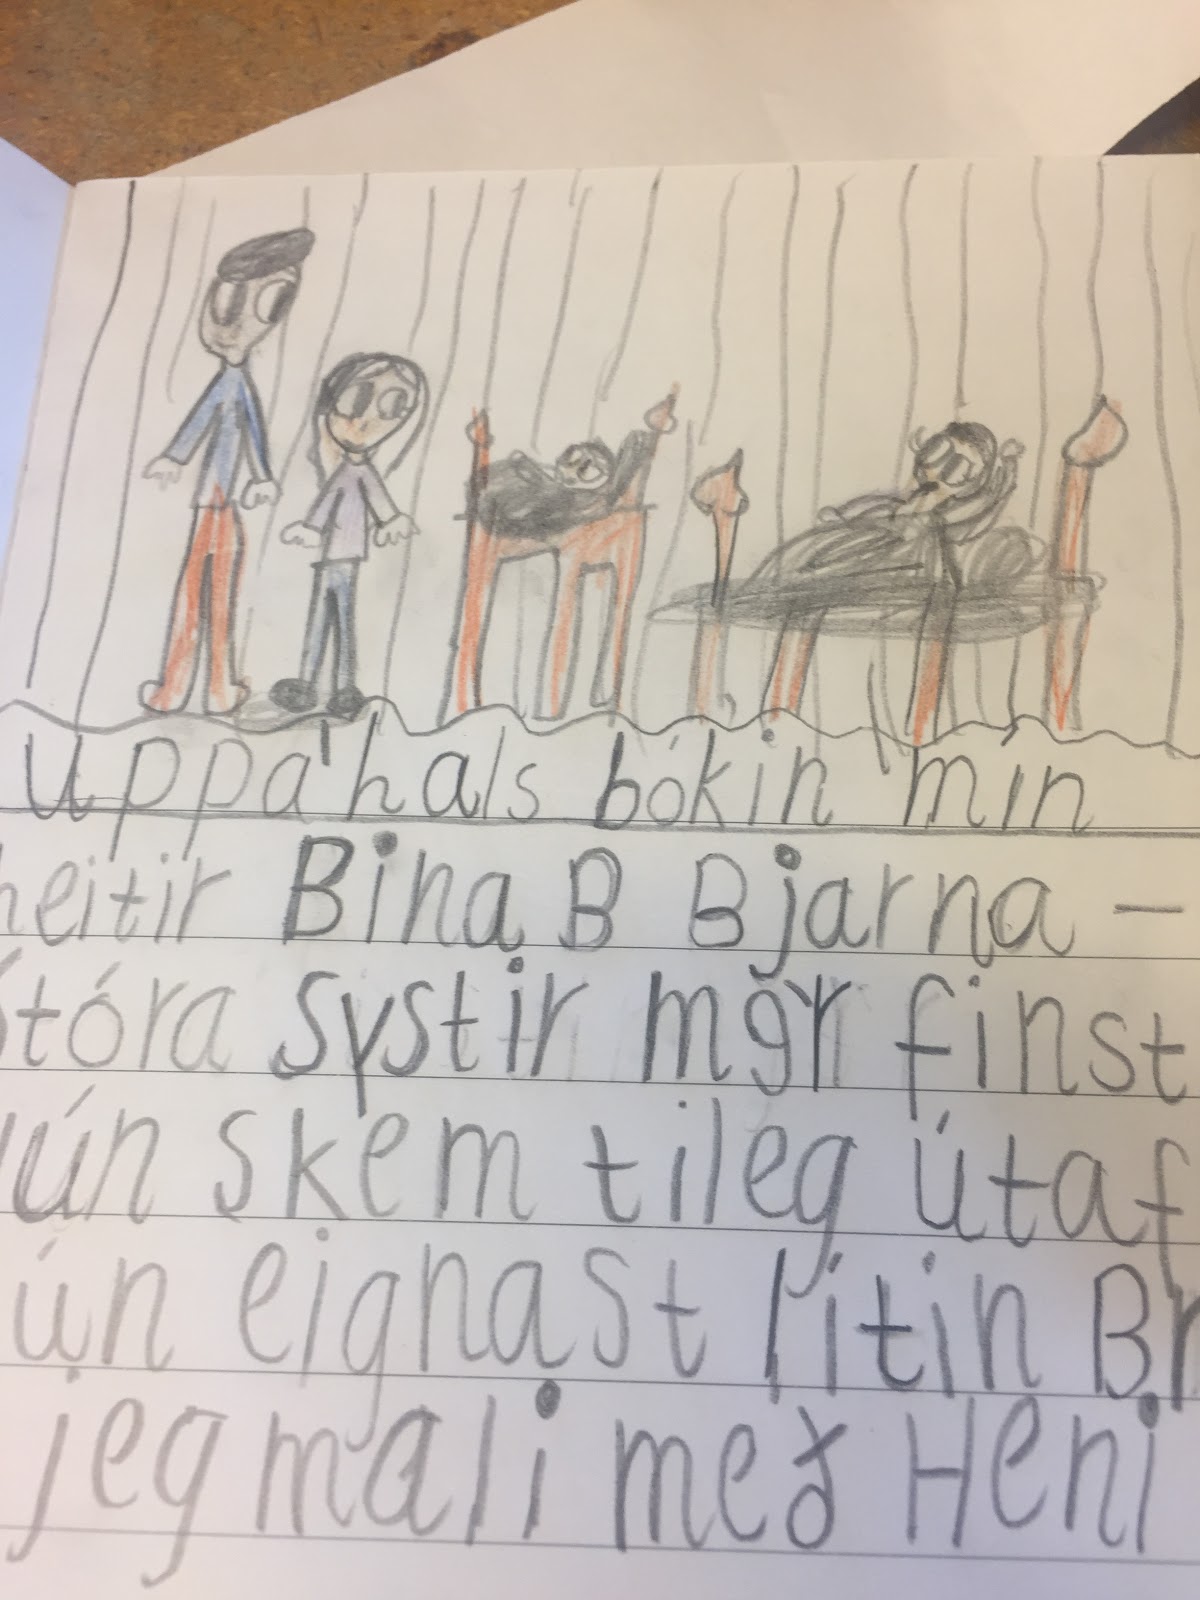 uppáhals bókin mín
heitir Bína B Bjarna –
Stóra Systir mér finst
hún skem tileg útaf
hún eignast lítin Br
jeg mæli með Heni